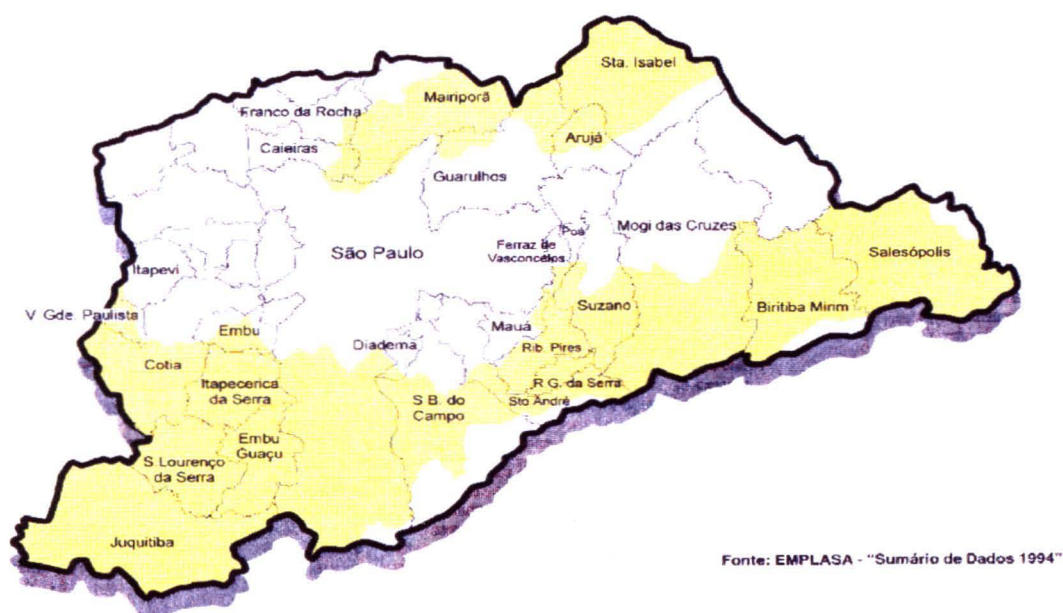 Sta. Isabel
Mairiporã
Franco da Rocha
Arujá
Caieiras
Guarulhos
Mogi das Cruzes
Poá
Ferraz de
Vasconcelos
São Paulo
Salesópolis
Itapevi
V. Gde. Paulista
Suzano
Biritiba Mirim
Embu
Mauá
Diadema
Rib. Pires
Cotia
Itapecerica
da Serra
R.G. da Serra
S.B. do
Campo
Sto André
Embu
Guaçu
S.Lourenço
da Serra
Juquitiba
Fonte: EMPLASA - "Sumário de Dados 1994"